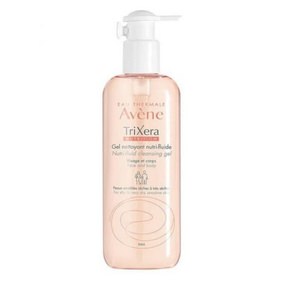 EAU THERMALE
Avène
TriXera
NUTRITION
Gel nettoyant nutri-fluide
Nutri-fluid cleansing gel
Visage et corps
Face and body